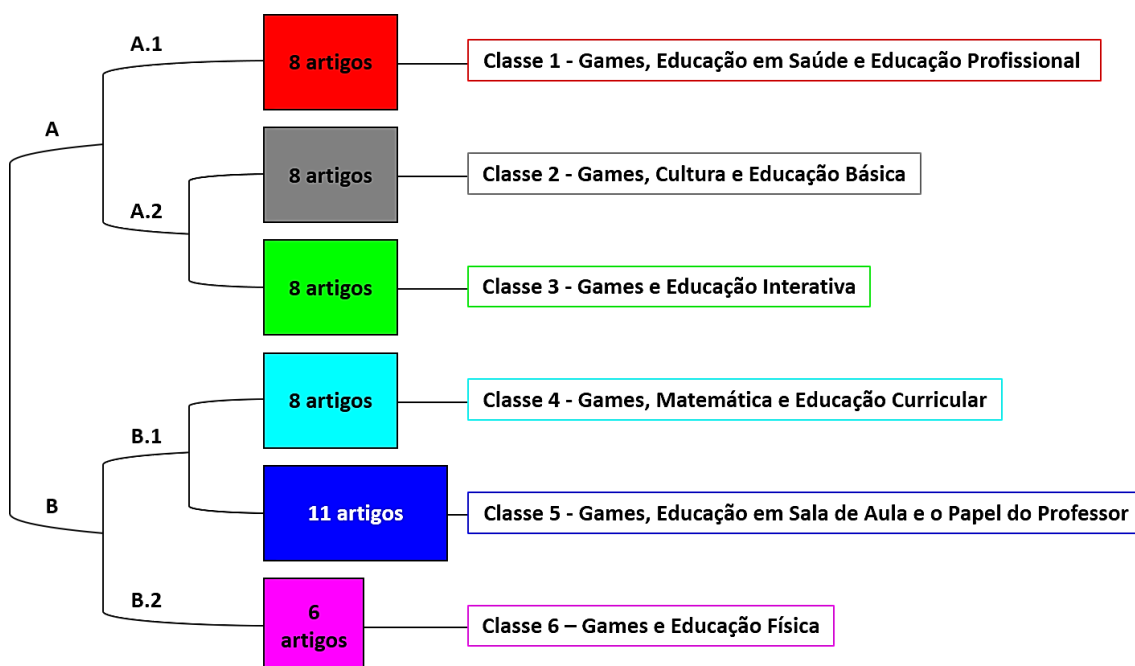 A.1
8 artigos
Classe 1 - Games, Educação em Saúde e Educação Profissional
A
8 artigos
Classe 2 - Games, Cultura e Educação Básica
A.2
8 artigos
Classe 3 - Games e Educação Interativa
8 artigos
Classe 4 - Games, Matemática e Educação Curricular
B.1
B
11 artigos
Classe 5 - Games, Educação em Sala de Aula e o Papel do Professor
B.2
6
artigos
Classe 6 – Games e Educação Física